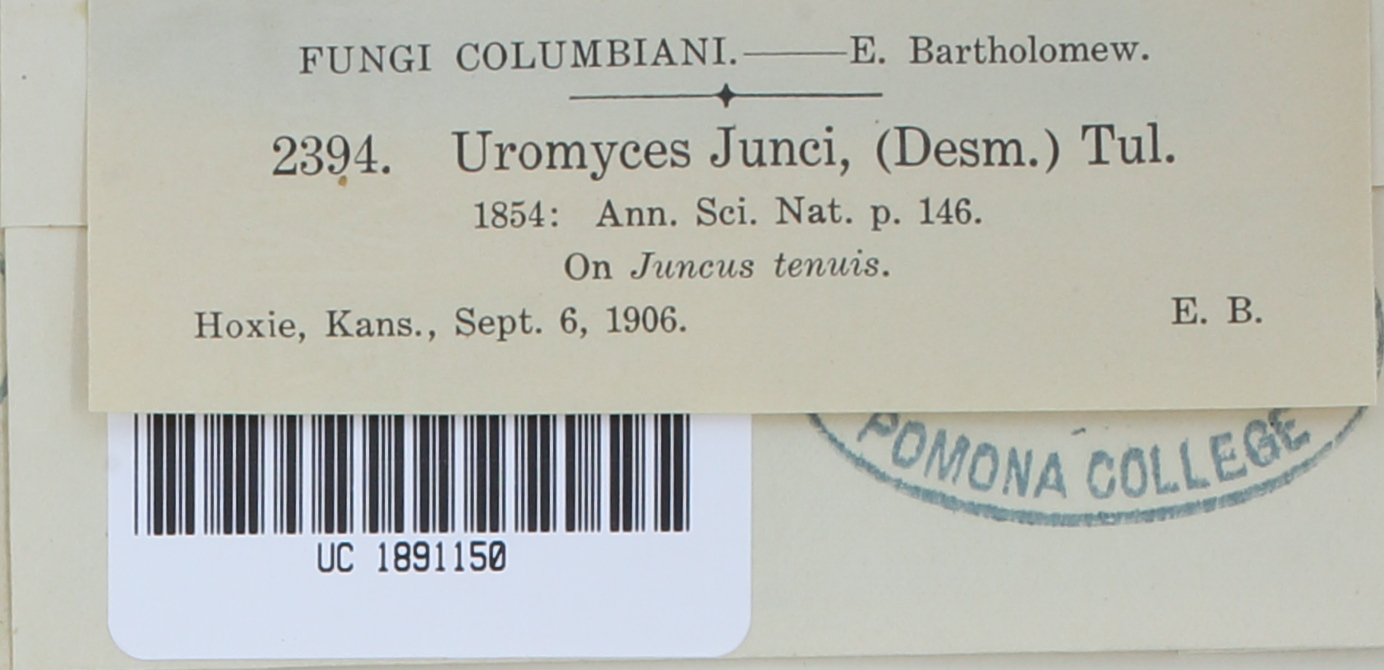 FUNGI COLUMBIANI.——E. Bartholomew.
2394. Uromyces Junci, (Desm.) Tul.
1854: Ann. Sci. Nat. p. 146.
On Juncus tenuis.
Hoxie, Kans., Sept. 6, 1906. E. B.
POMONA COLLEGE
UC 1891150